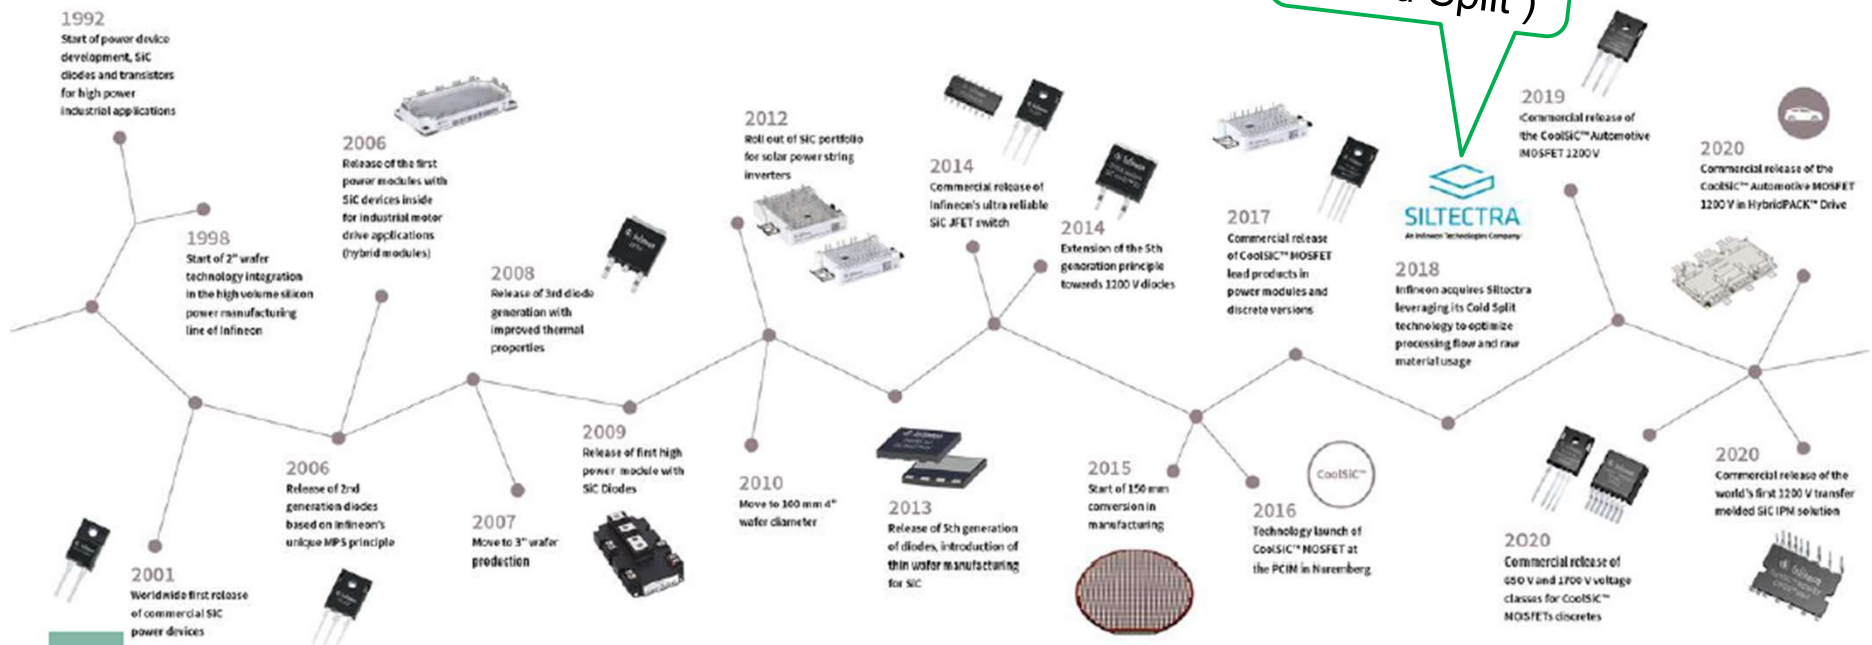 1992
Start of power device
development, SiC
diodes and transistors
for high power
industrial applications
1998
Start of 2" wafer
technology integration
in the high volume silicon
power manufacturing
line of Infineon
2001
Worldwide first release
of commercial SiC
power devices
2006
Release of the first
power modules with
SiC devices inside
for industrial motor
drive applications
(hybrid modules)
2006
Release of 2nd
generation diodes
based on Infineon's
unique MPS principle
2007
Move to 3" wafer
production
2008
Release of 3rd diode
generation with
improved thermal
properties
2009
Release of first high
power module with
SiC Diodes
2012
Roll out of SiC portfolio
for solar power string
inverters
2010
Move to 100 mm 4"
wafer diameter
2013
Release of 5th generation
of diodes, introduction of
thin wafer manufacturing
for SiC
2014
Commercial release of
Infineon's ultra reliable
SiC JFET switch
2014
Extension of the 5th
generation principle
towards 1200 V diodes
2015
Start of 150 mm
conversion in
manufacturing
2016
Technology launch of
CoolSiC™ MOSFET at
the PCIM in Nuremberg
CoolSiC™
2017
Commercial release
of CoolSiC™ MOSFET
lead products in
power modules and
discrete versions
Split )
SILTECTRA
An Infineon Technologies Company
2018
Infineon acquires Siltectra
leveraging its Cold Split
technology to optimize
processing flow and raw
material usage
2019
Commercial release of
the CoolSiC™ Automotive
MOSFET 1200 V
2020
Commercial release of the
CoolSiC™ Automotive MOSFET
1200 V in HybridPACK™ Drive
2020
Commercial release of
650 V and 1700 V voltage
classes for CoolSiC™
MOSFETs discretes
2020
Commercial release of the
world's first 1200 V transfer
molded SiC IPM solution